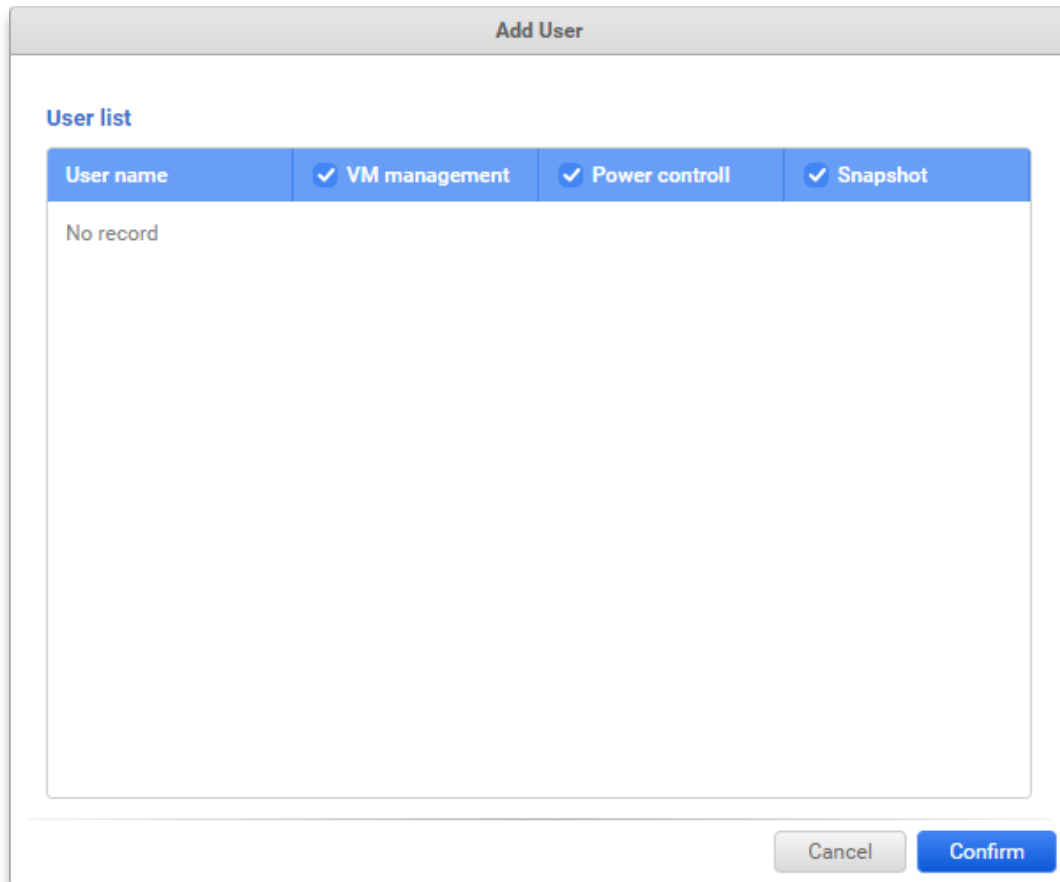 Add User
User list
User name VM management Power controll Snapshot
No record
Cancel Confirm